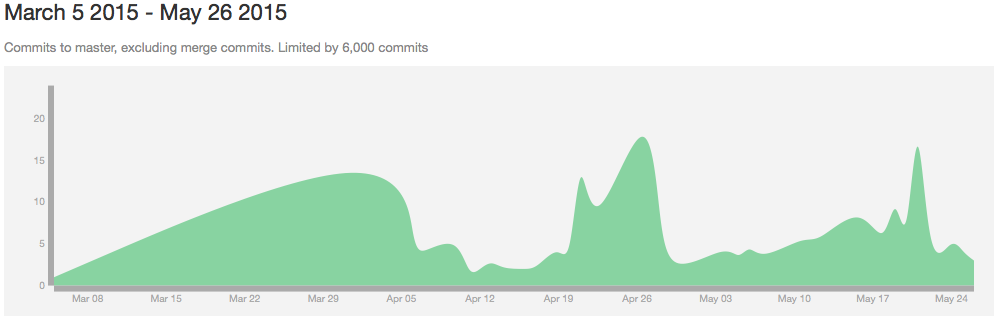 March 5 2015 - May 26 2015
Commits to master, excluding merge commits. Limited by 6,000 commits
20
15
10
5
0
Mar 08 Mar 15 Mar 22 Mar 29 Apr 05 Apr 12 Apr 19 Apr 26 May 03 May 10 May 17 May 24